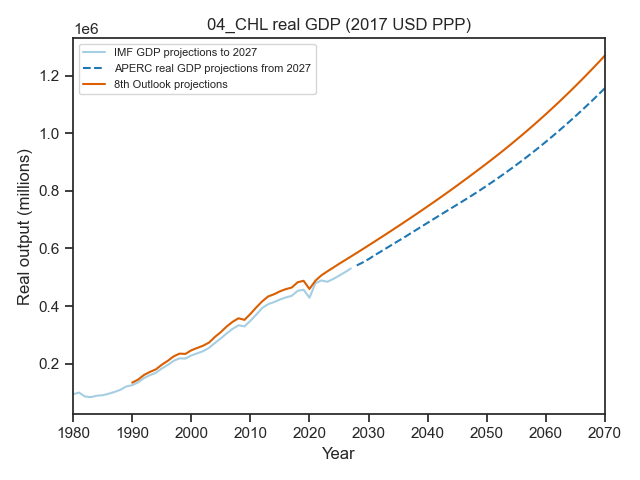 04_CHL real GDP (2017 USD PPP)
1e6
IMF GDP projections to 2027
APERC real GDP projections from 2027
8th Outlook projections
Real output (millions)
1.2
1.0
0.8
0.6
0.4
0.2
1980 1990 2000 2010 2020 2030 2040 2050 2060 2070
Year